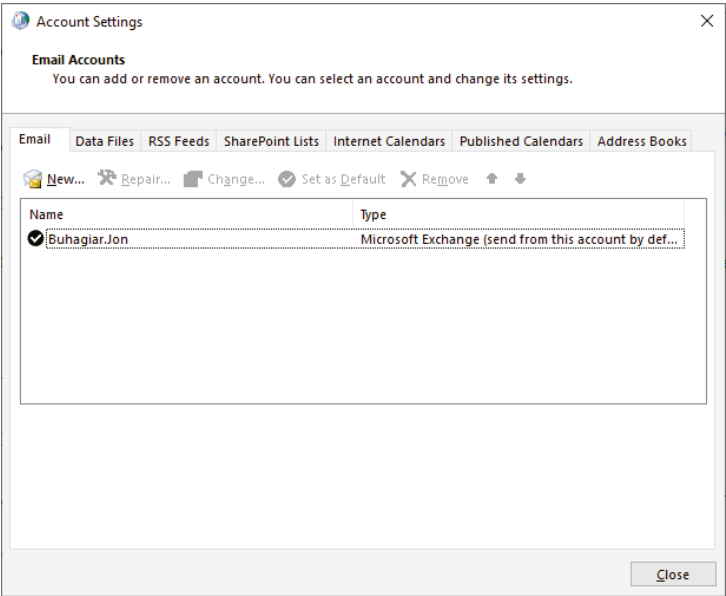 Account Settings
Email Accounts
You can add or remove an account. You can select an account and change its settings.
Email Data Files RSS Feeds SharePoint Lists Internet Calendars Published Calendars Address Books
New... Repair... Change... Set as Default Remove
Name Type
Buhagiar.Jon Microsoft Exchange (send from this account by def...
Close